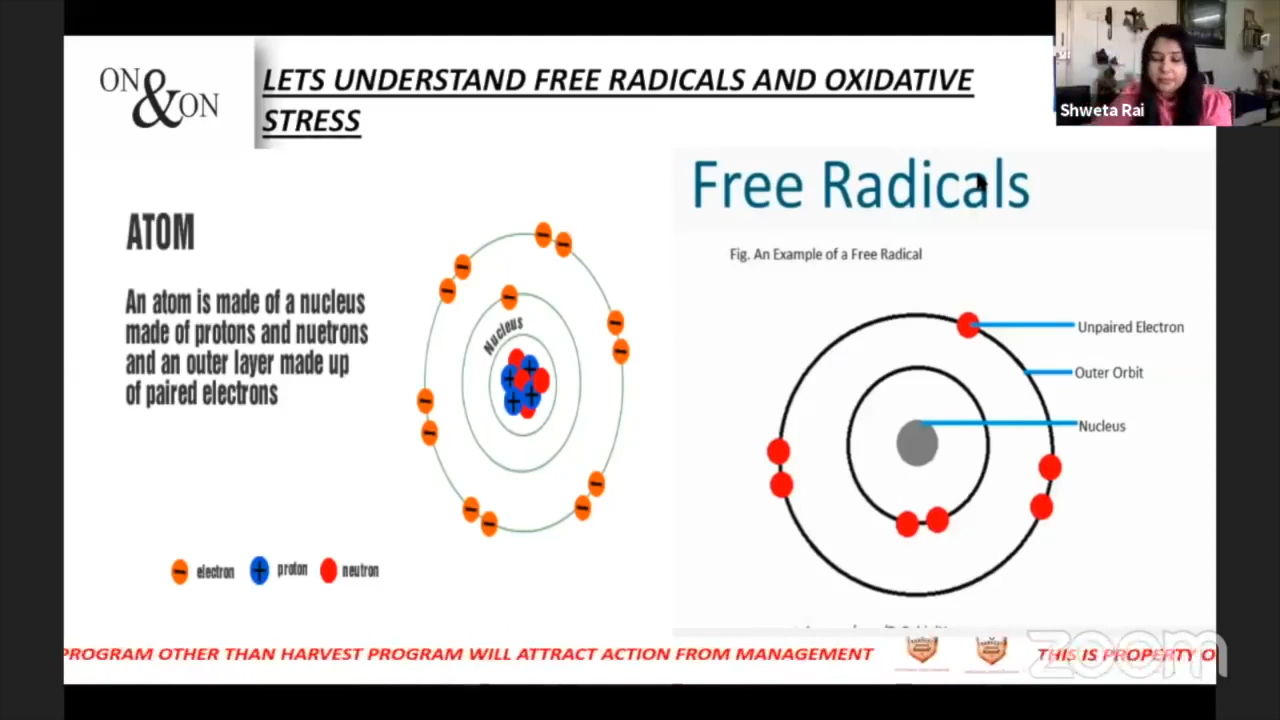 ON
&
ON
LETS UNDERSTAND FREE RADICALS AND OXIDATIVE
STRESS
Shweta Rai
ATOM
An atom is made of a nucleus
made of protons and nuetrons
and an outer layer made up
of paired electrons
Nucleus
electron
proton
neutron
Free Radicals
Fig. An Example of a Free Radical
Unpaired Electron
Outer Orbit
Nucleus
PROGRAM OTHER THAN HARVEST PROGRAM WILL ATTRACT ACTION FROM MANAGEMENT
THIS IS PROPERTY O
zoom